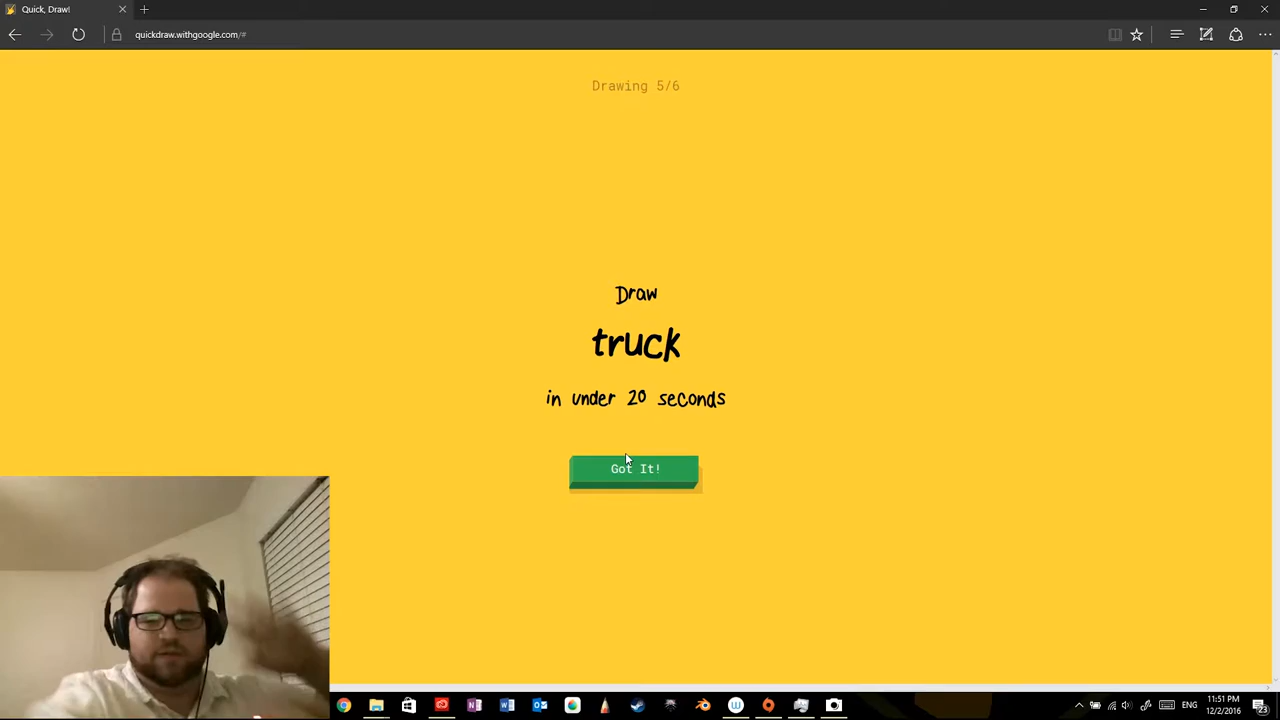 Quick, Draw!
quickdraw.withgoogle.com/#
Drawing 5/6
Draw
truck
in under 20 seconds
Got It!
ENG
11:51 PM
12/2/2016
23